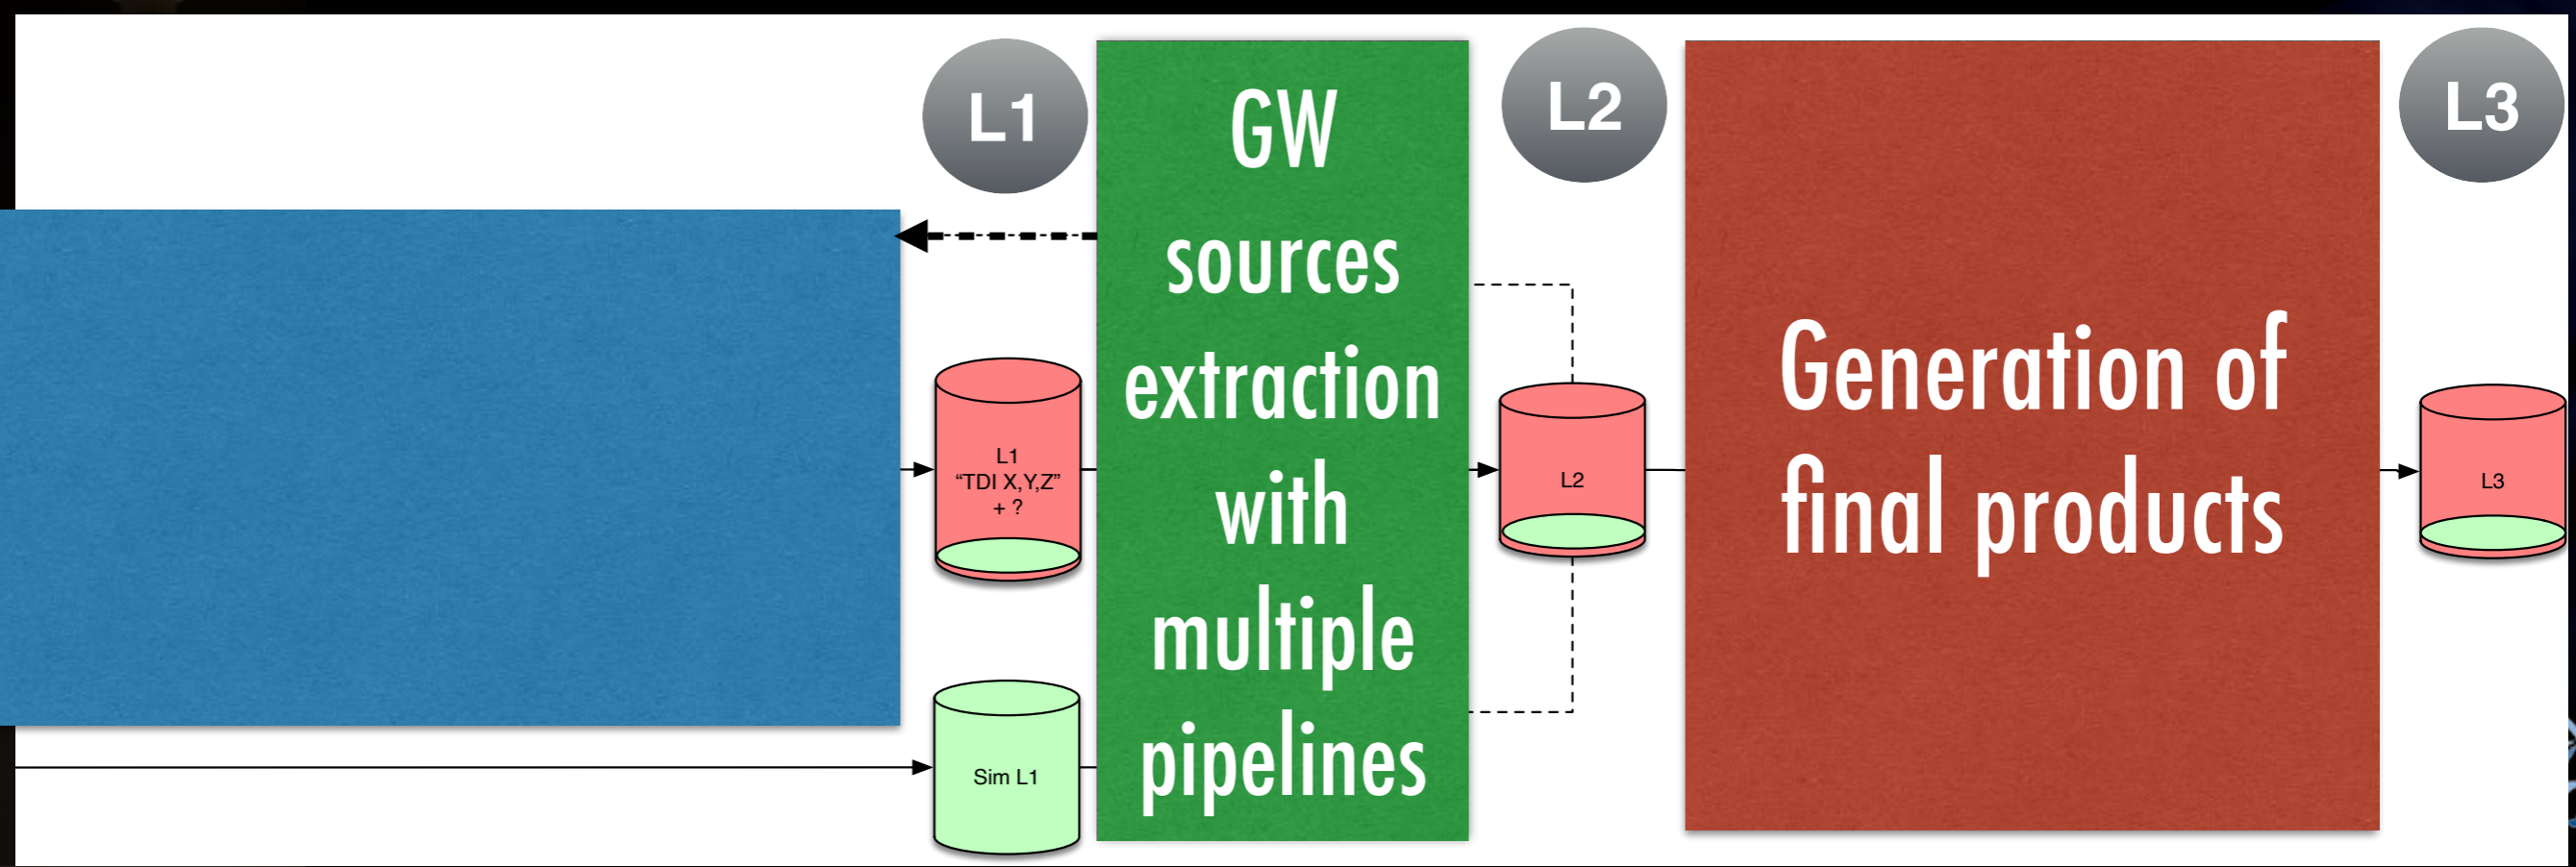 L1
GW
sources
extraction
with
multiple
pipelines
L2
Generation of
final products
L3
L1
“TDI X,Y,Z”
+ ?
L2
L3
Sim L1